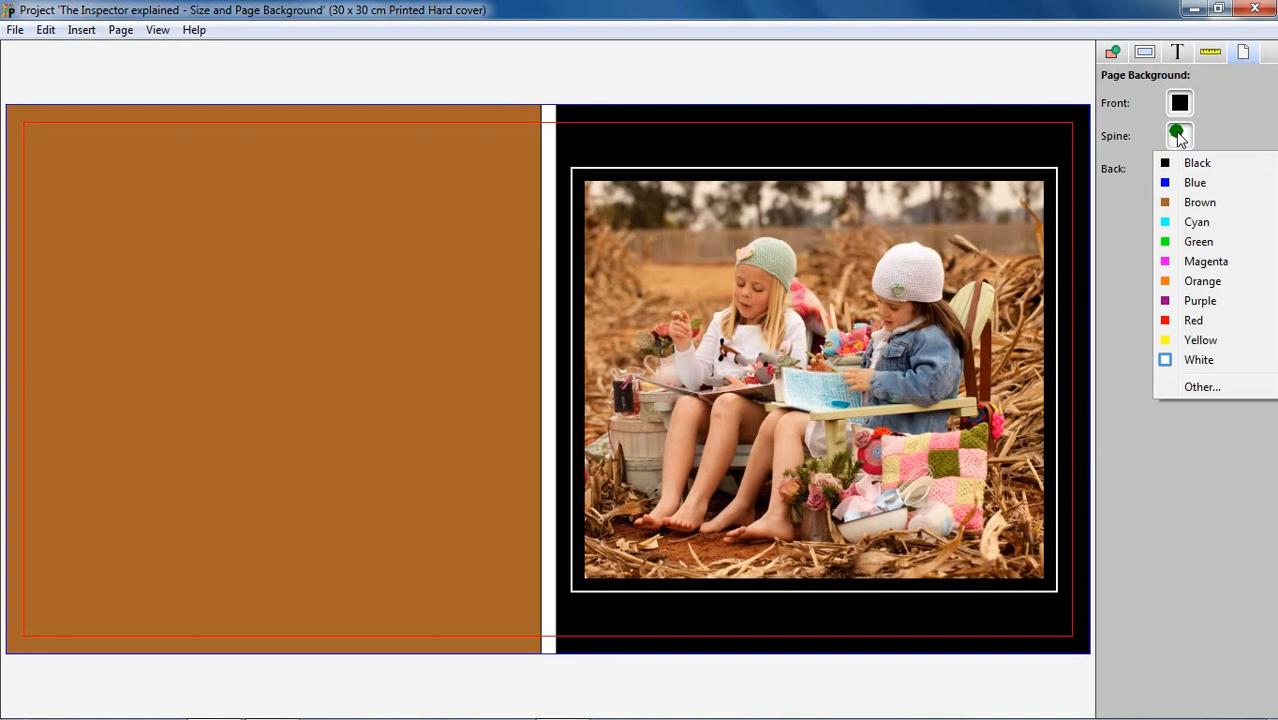 Project 'The Inspector explained - Size and Page Background' (30 x 30 cm Printed Hard cover)
File Edit Insert Page View Help
T
Page Background:
Front:
Spine:
Back:
Black
Blue
Brown
Cyan
Green
Magenta
Orange
Purple
Red
Yellow
White
Other...